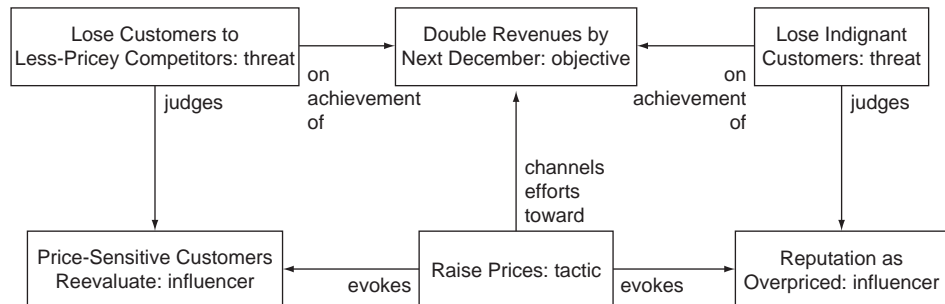 Lose Customers to
Less-Pricey Competitors: threat
Double Revenues by
Next December: objective
Lose Indignant
Customers: threat
on
achievement
of
on
achievement
of
judges
judges
channels
efforts
toward
Price-Sensitive Customers
Reevaluate: influencer
Raise Prices: tactic
Reputation as
Overpriced: influencer
evokes
evokes